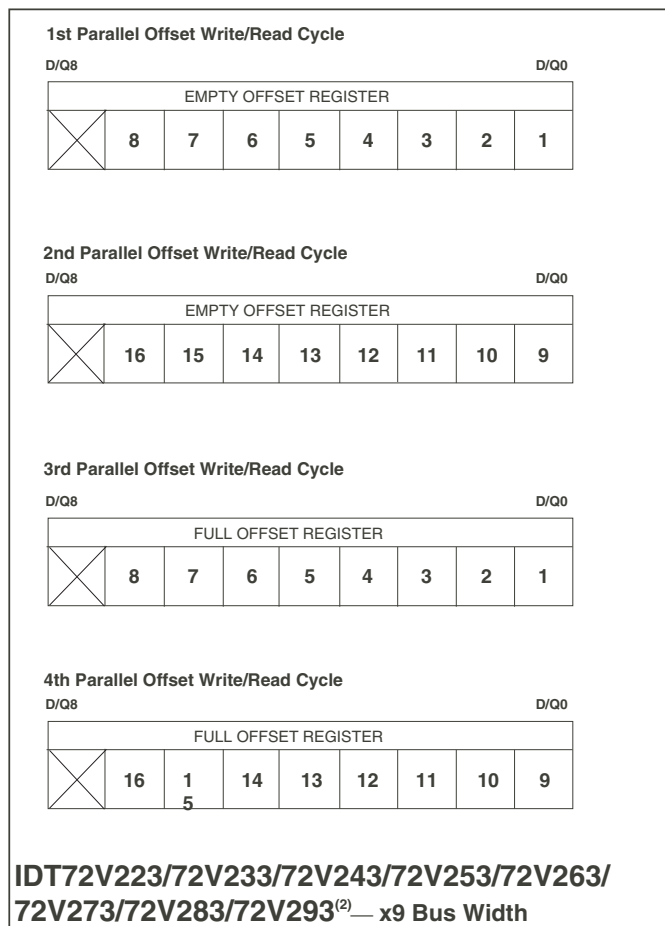 1st Parallel Offset Write/Read Cycle
D/Q8 D/Q0
EMPTY OFFSET REGISTER
8 7 6 5 4 3 2 1
2nd Parallel Offset Write/Read Cycle
D/Q8 D/Q0
EMPTY OFFSET REGISTER
16 15 14 13 12 11 10 9
3rd Parallel Offset Write/Read Cycle
D/Q8 D/Q0
FULL OFFSET REGISTER
8 7 6 5 4 3 2 1
4th Parallel Offset Write/Read Cycle
D/Q8 D/Q0
FULL OFFSET REGISTER
16 1 14 13 12 11 10 9
5
IDT72V223/72V233/72V243/72V253/72V263/
72V273/72V283/72V293(2)— x9 Bus Width